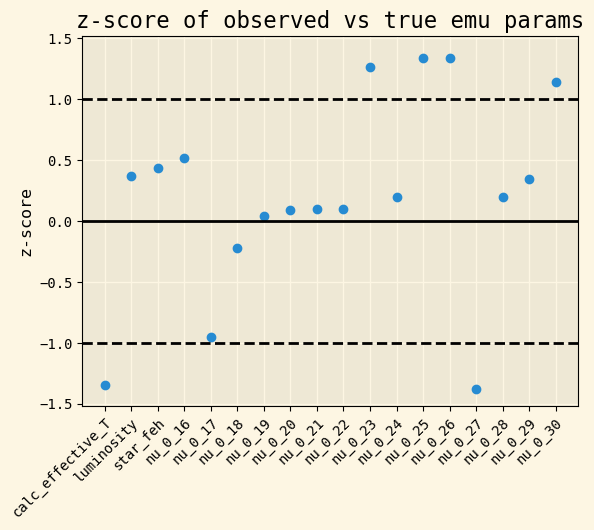 z-score of observed vs true emu params
z-score
1.5
1.0
0.5
0.0
−0.5
−1.0
−1.5
calc_effective_T
luminosity
star_feh
nu_0_16
nu_0_17
nu_0_18
nu_0_19
nu_0_20
nu_0_21
nu_0_22
nu_0_23
nu_0_24
nu_0_25
nu_0_26
nu_0_27
nu_0_28
nu_0_29
nu_0_30